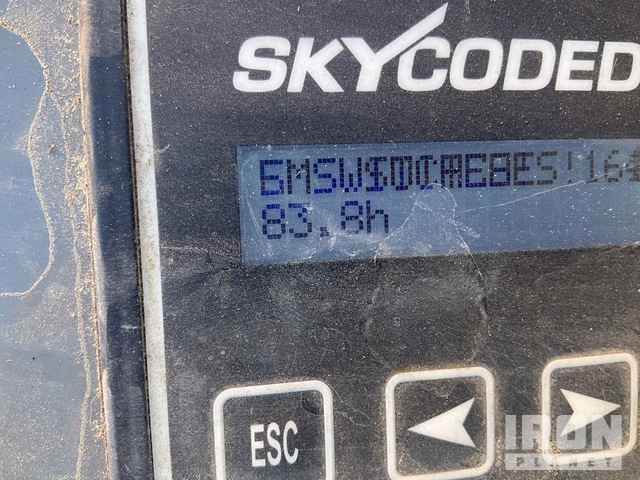 SKYCODED
83.8h
ESC
IRON
PLANET